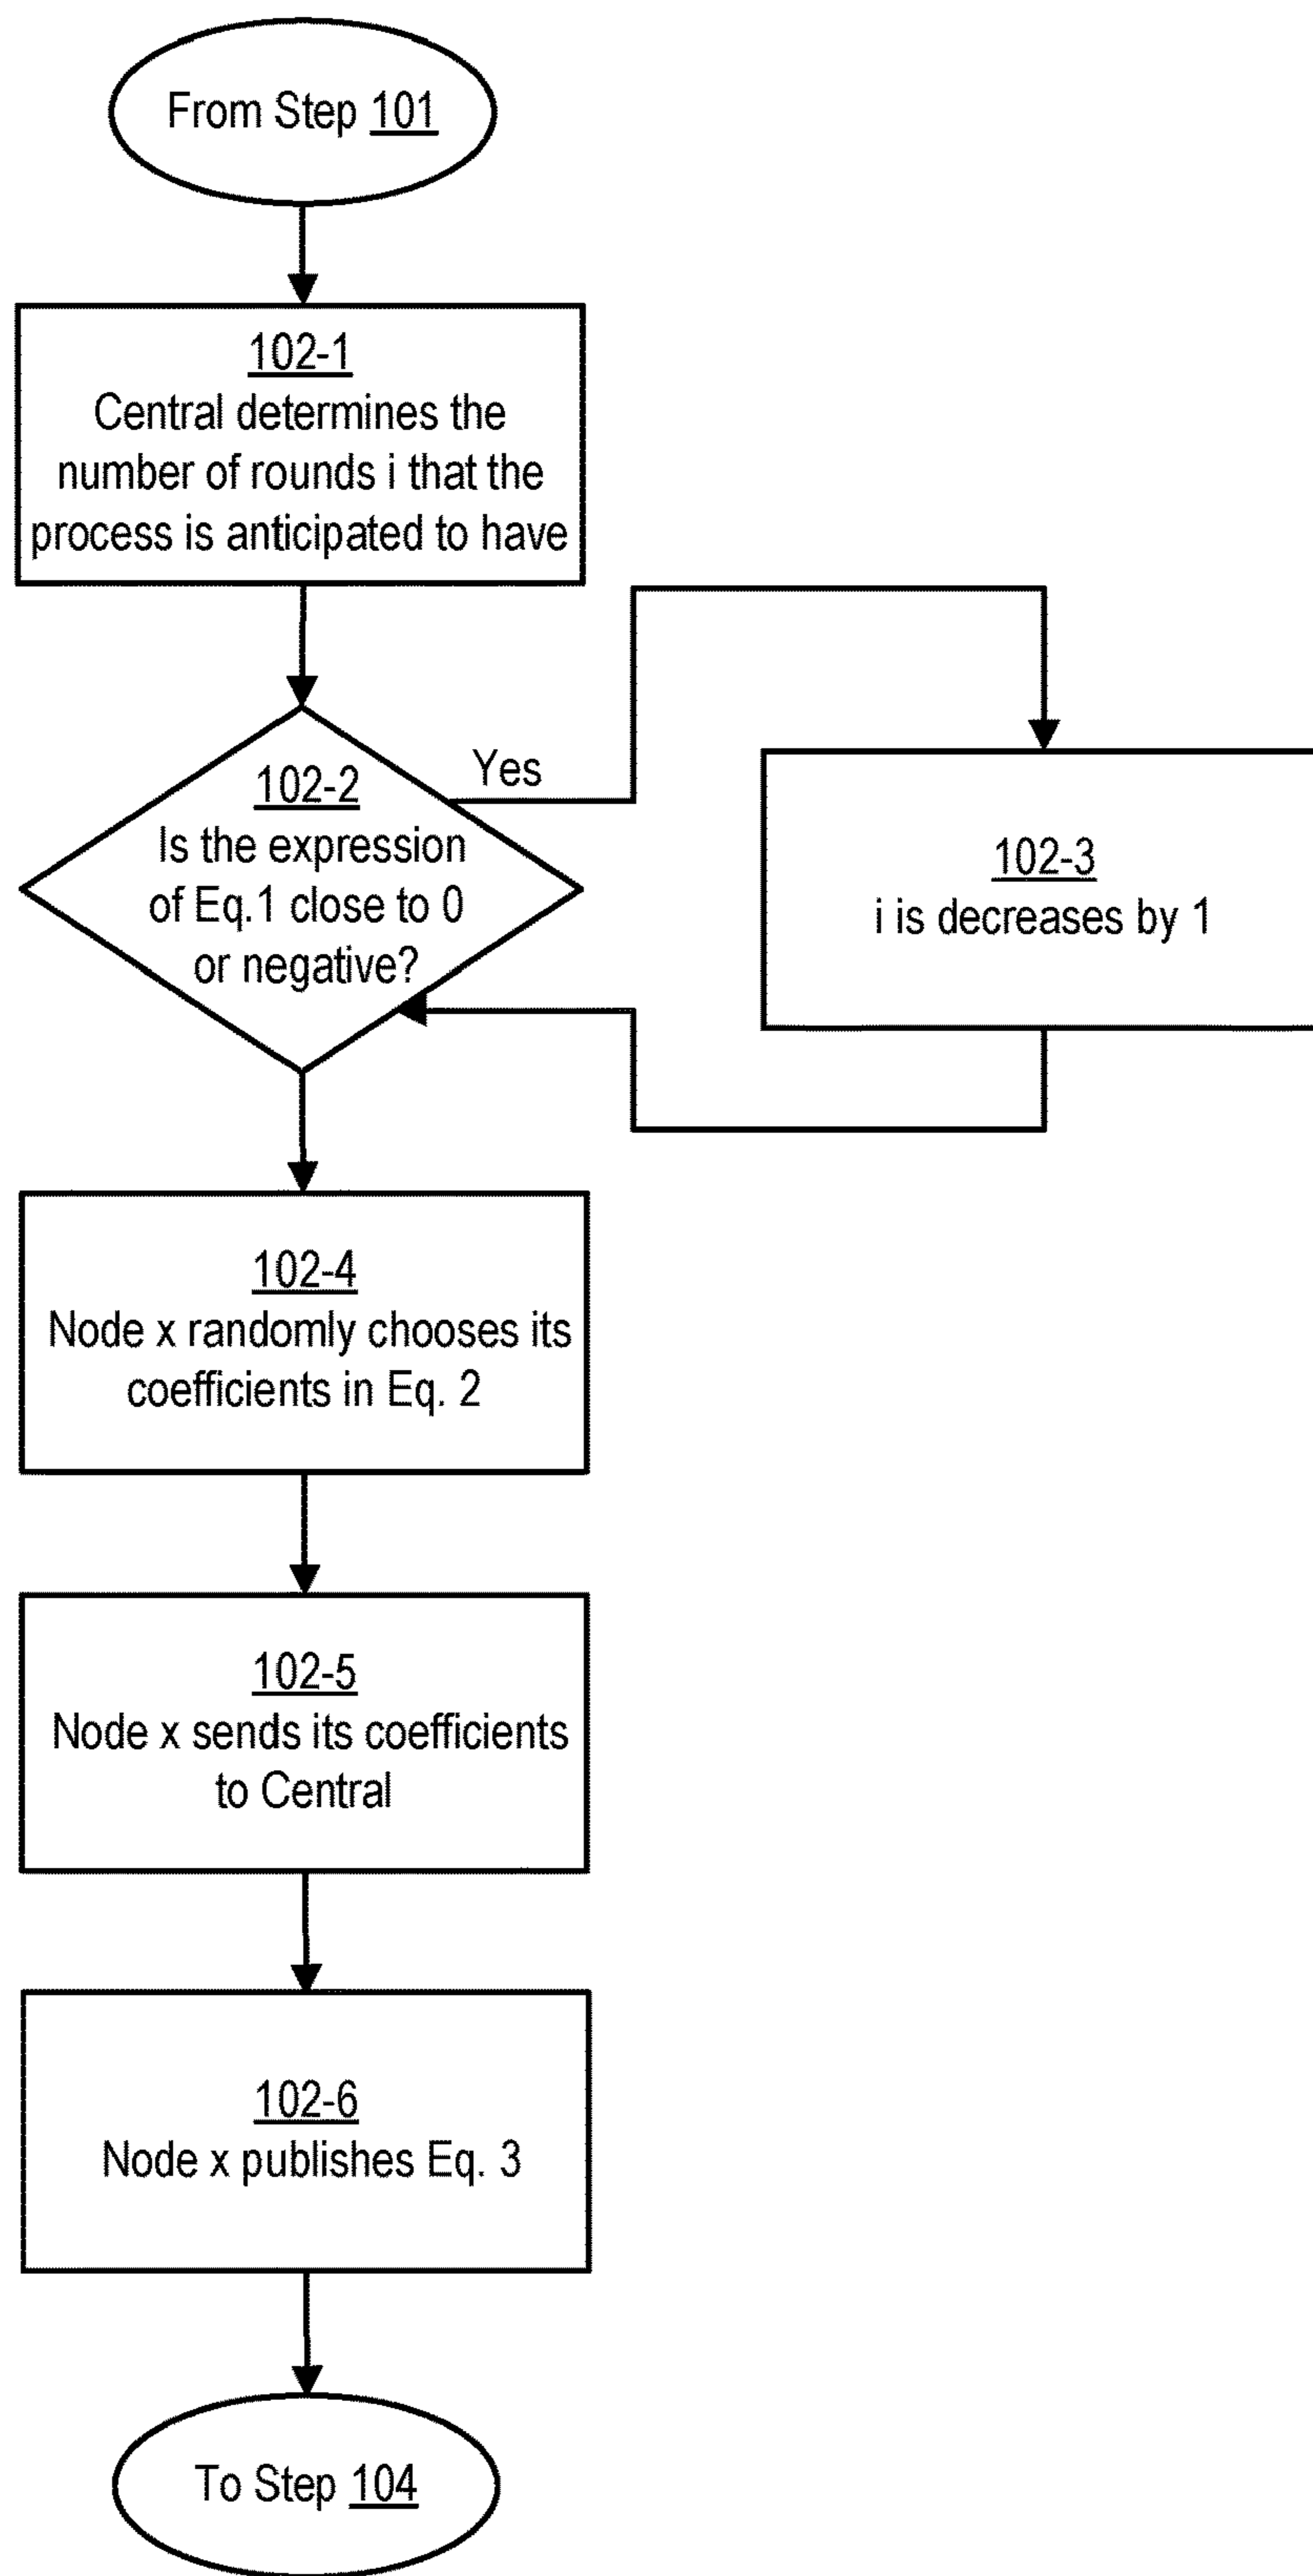 From Step 101
102-1
Central determines the
number of rounds i that the
process is anticipated to have
Yes
102-2
Is the expression
of Eq.1 close to 0
or negative?
102-3
i is decreases by 1
102-4
Node x randomly chooses its
coefficients in Eq. 2
102-5
Node x sends its coefficients
to Central
102-6
Node x publishes Eq. 3
To Step 104